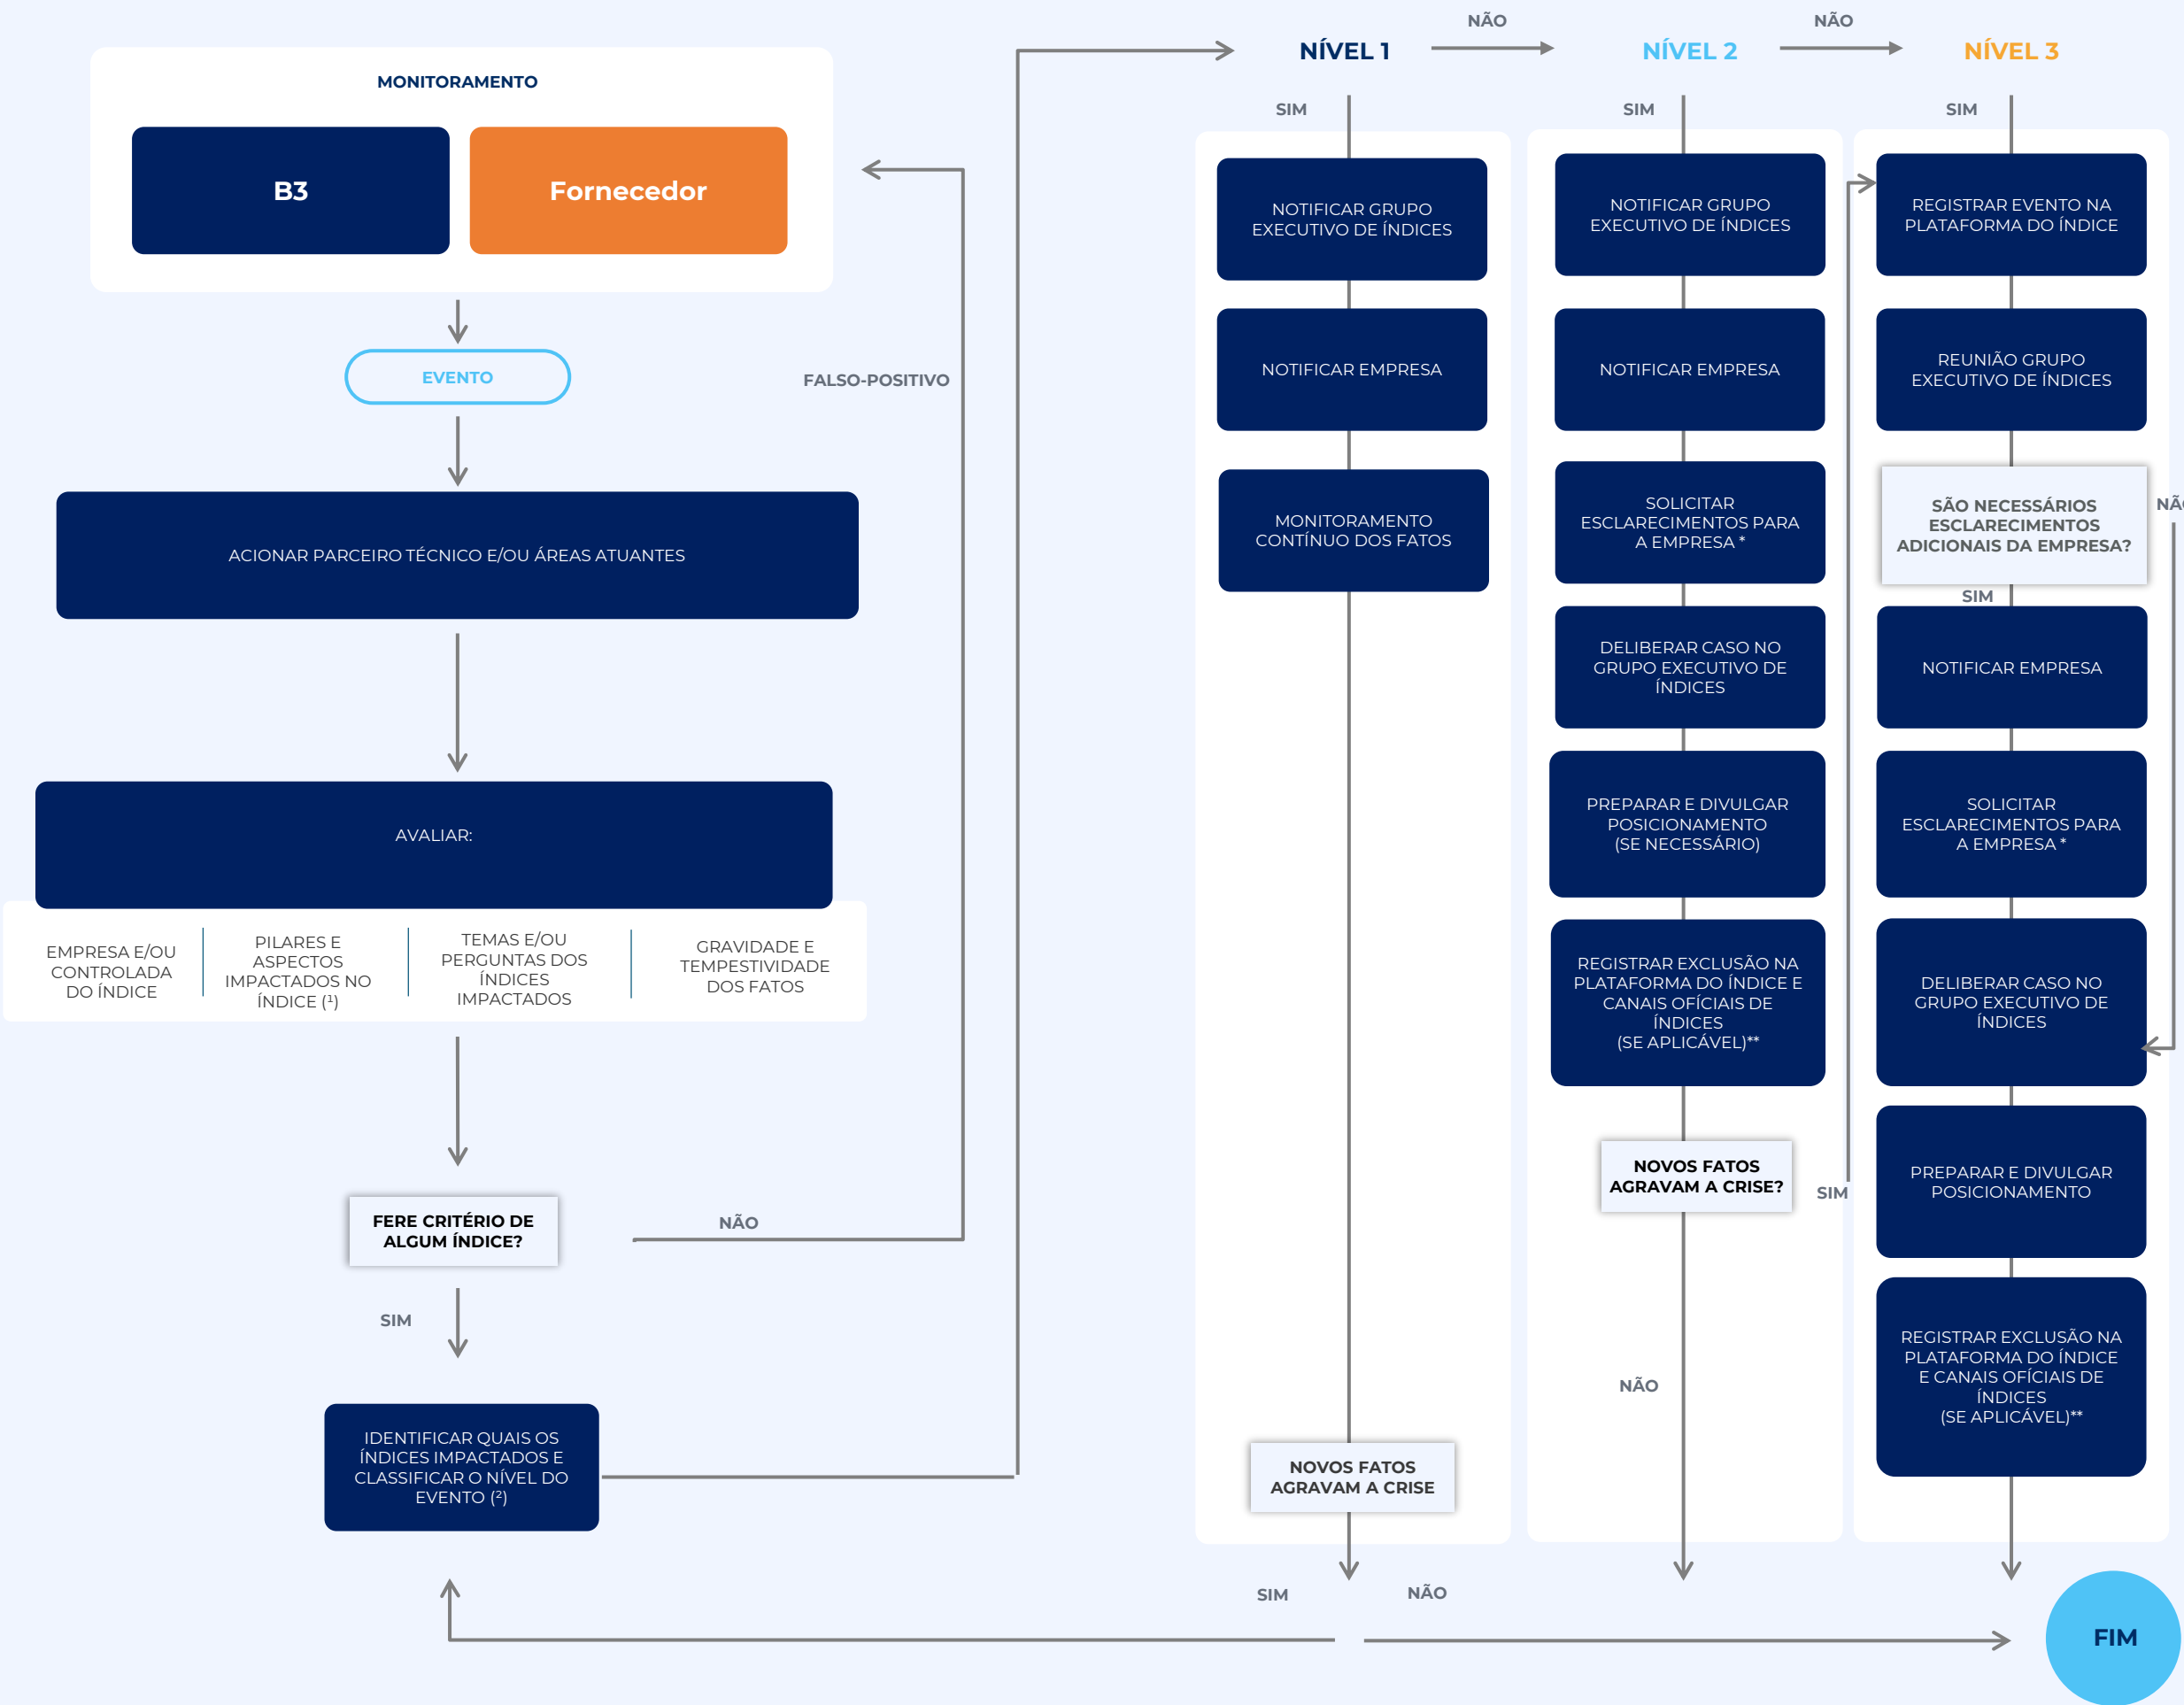 MONITORAMENTO
B3
Fornecedor
EVENTO
FALSO-POSITIVO
ACIONAR PARCEIRO TÉCNICO E/OU ÁREAS ATUANTES
AVALIAR:
EMPRESA E/OU
CONTROLADA
DO ÍNDICE
PILARES E
ASPECTOS
IMPACTADOS NO
ÍNDICE (¹)
TEMAS E/OU
PERGUNTAS DOS
ÍNDICES
IMPACTADOS
GRAVIDADE E
TEMPESTIVIDADE
DOS FATOS
FERE CRITÉRIO DE
ALGUM ÍNDICE?
NÃO
SIM
IDENTIFICAR QUAIS OS
ÍNDICES IMPACTADOS E
CLASSIFICAR O NÍVEL DO
EVENTO (²)
NÍVEL 1
NÃO
NÍVEL 2
NÃO
NÍVEL 3
SIM
NOTIFICAR GRUPO
EXECUTIVO DE ÍNDICES
NOTIFICAR EMPRESA
MONITORAMENTO
CONTÍNUO DOS FATOS
NOVOS FATOS
AGRAVAM A CRISE
SIM
NÃO
SIM
NOTIFICAR GRUPO
EXECUTIVO DE ÍNDICES
NOTIFICAR EMPRESA
SOLICITAR
ESCLARECIMENTOS PARA
A EMPRESA *
DELIBERAR CASO NO
GRUPO EXECUTIVO DE
ÍNDICES
PREPARAR E DIVULGAR
POSICIONAMENTO
(SE NECESSÁRIO)
REGISTRAR EXCLUSÃO NA
PLATAFORMA DO ÍNDICE E
CANAIS OFÍCIAIS DE
ÍNDICES
(SE APLICÁVEL)**
NOVOS FATOS
AGRAVAM A CRISE?
SIM
NÃO
SIM
REGISTRAR EVENTO NA
PLATAFORMA DO ÍNDICE
REUNIÃO GRUPO
EXECUTIVO DE ÍNDICES
SÃO NECESSÁRIOS
ESCLARECIMENTOS
ADICIONAIS DA EMPRESA?
SIM
NOTIFICAR EMPRESA
SOLICITAR
ESCLARECIMENTOS PARA
A EMPRESA *
DELIBERAR CASO NO
GRUPO EXECUTIVO DE
ÍNDICES
PREPARAR E DIVULGAR
POSICIONAMENTO
REGISTRAR EXCLUSÃO NA
PLATAFORMA DO ÍNDICE
E CANAIS OFÍCIAIS DE
ÍNDICES
(SE APLICÁVEL)**
FIM